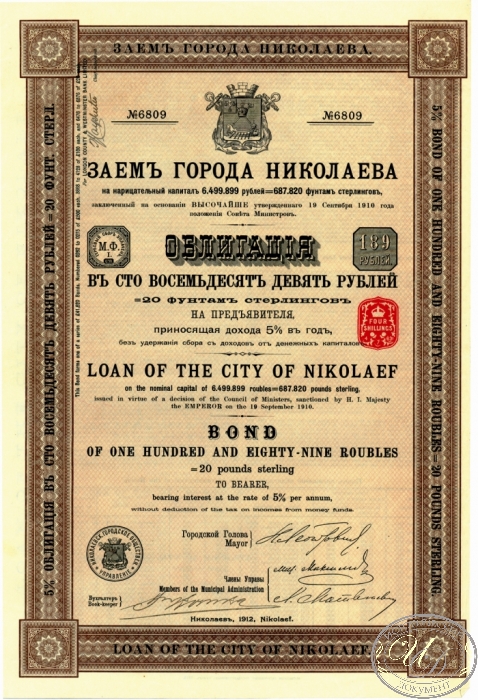 ЗАЕМЪ ГОРОДА НИКОЛАЕВА.
№6809 №6809
ЗАЕМЪ ГОРОДА НИКОЛАЕВА
на нарицательный капиталъ 6.499.899 рублей=687.820 фунтамъ стерлинговъ,
заключенный на основаніи ВЫСОЧАЙШЕ утвержденнаго 19 Сентября 1910 года
положенія Совѣта Министровъ.
М.Ф.
I.
ОБЛИГАЦІЯ
189
РУБЛЕЙ
ВЪ СТО ВОСЕМЬДЕСЯТЪ ДЕВЯТЬ РУБЛЕЙ
=20 ФУНТАМЪ СТЕРЛИНГОВЪ
НА ПРЕДЪЯВИТЕЛЯ,
приносящая дохода 5% въ годъ,
безъ удержанія сбора съ доходовъ отъ денежныхъ капиталовъ
FOUR
SHILLINGS
LOAN OF THE CITY OF NIKOLAEF
on the nominal capital of 6.499.899 roubles=687.820 pounds sterling.
issued in virtue of a decision of the Council of Ministers, sanctioned by H. I. Majesty
the EMPEROR on the 19 September 1910.
BOND
OF ONE HUNDRED AND EIGHTY-NINE ROUBLES
=20 pounds sterling
TO BEARER,
bearing interest at the rate of 5% per annum,
without deduction of the tax on incomes from money funds.
НИКОЛАЕВСКОЕ ГОРОДСКОЕ ОБЩЕСТВЕН.
УПРАВЛЕНІЕ
Городской Голова
Mayor
Члены Управы
Members of the Municipal Administration
Бухгалтеръ
Book-keeper
Николаевъ, 1912, Nikolaef.
LOAN OF THE CITY OF NIKOLAEF.
5% ОБЛИГАЦІЯ ВЪ СТО ВОСЕМЬДЕСЯТЪ ДЕВЯТЬ РУБЛЕЙ=20 ФУНТ. СТЕРЛ.
5% BOND OF ONE HUNDRED AND EIGHTY-NINE ROUBLES=20 POUNDS STERLING
ДОКУМЕНТ